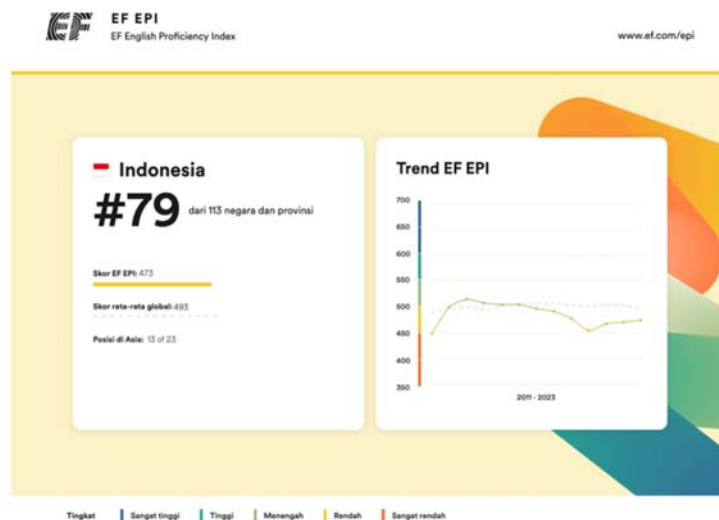 EF
EF EPI
EF English Proficiency Index
www.ef.com/epi
Indonesia
#79 dari 113 negara dan provinsi
Skor EF EPI: 473
Skor rata-rata global: 493
Posisi di Asia: 13 of 23
Trend EF EPI
700
650
600
550
500
450
400
350
2011 - 2023
Tingkat Sangat tinggi Tinggi Menengah Rendah Sangat rendah